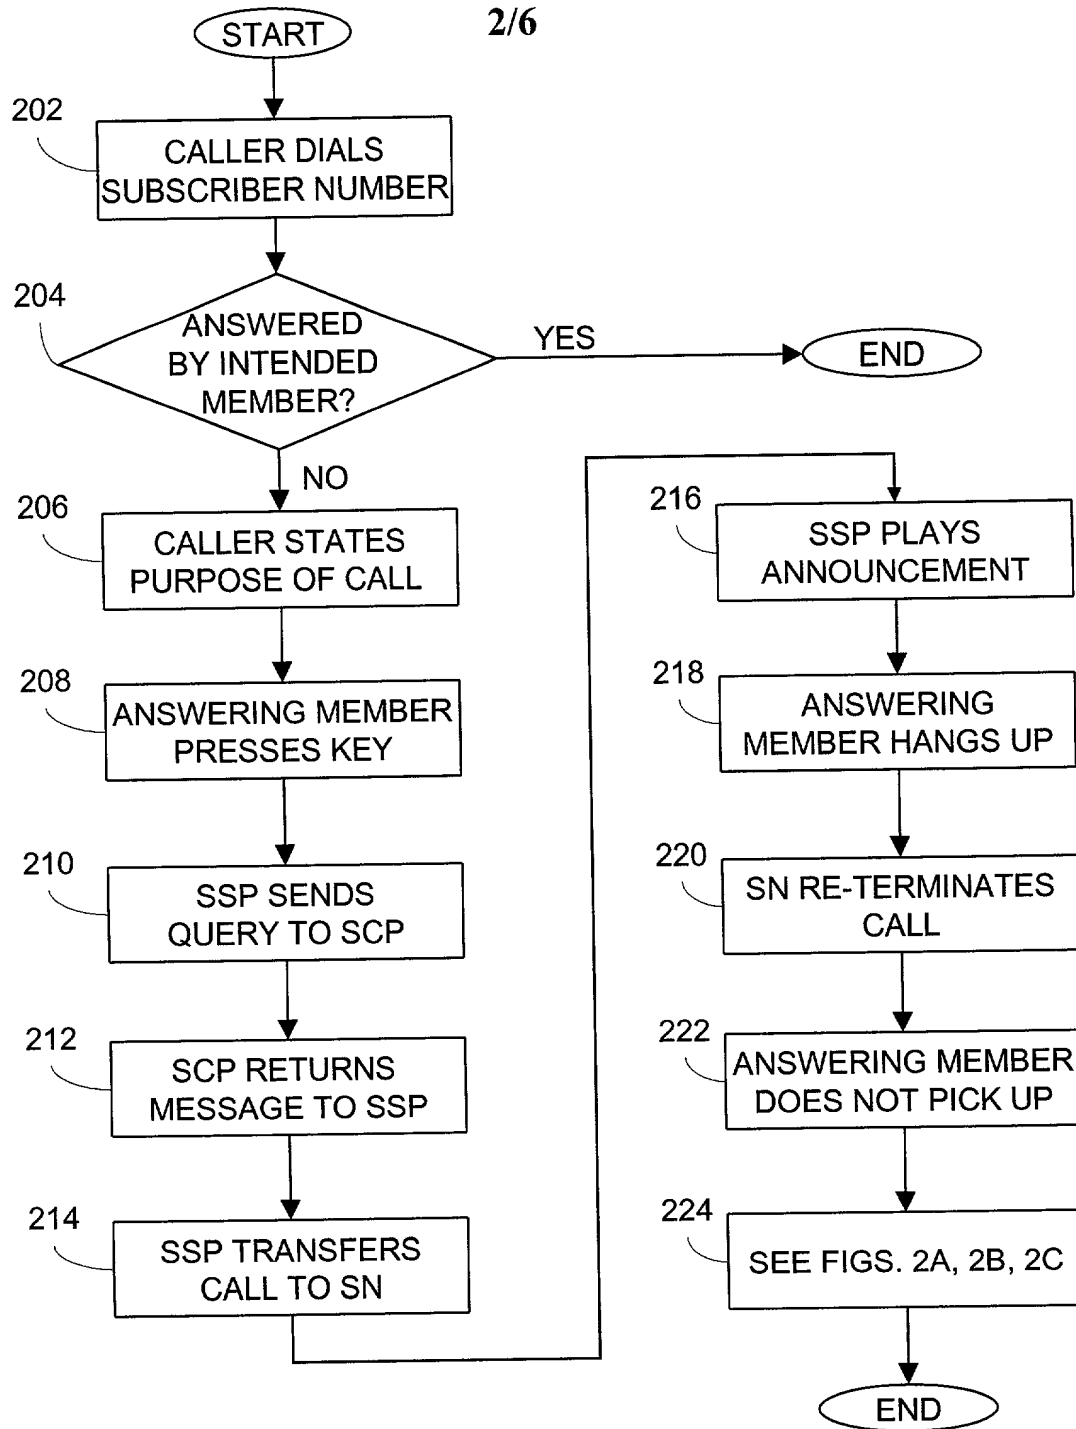 2/6
START
202
CALLER DIALS
SUBSCRIBER NUMBER
204
ANSWERED
BY INTENDED
MEMBER?
YES
END
NO
206
CALLER STATES
PURPOSE OF CALL
208
ANSWERING MEMBER
PRESSES KEY
210
SSP SENDS
QUERY TO SCP
212
SCP RETURNS
MESSAGE TO SSP
214
SSP TRANSFERS
CALL TO SN
216
SSP PLAYS
ANNOUNCEMENT
218
ANSWERING
MEMBER HANGS UP
220
SN RE-TERMINATES
CALL
222
ANSWERING MEMBER
DOES NOT PICK UP
224
SEE FIGS. 2A, 2B, 2C
END